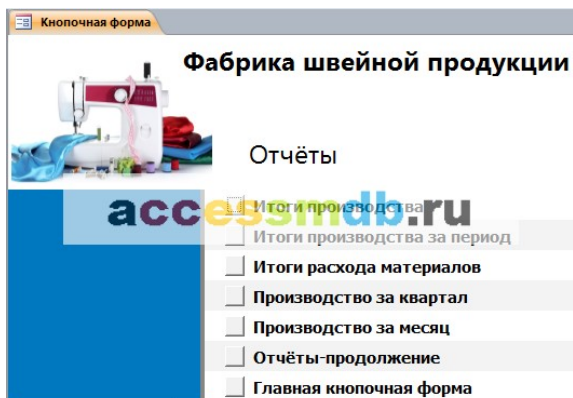 Кнопочная форма
Фабрика швейной продукции
Отчёты
Итоги производства
accessmdb.ru
Итоги производства за период
Итоги расхода материалов
Производство за квартал
Производство за месяц
Отчёты-продолжение
Главная кнопочная форма